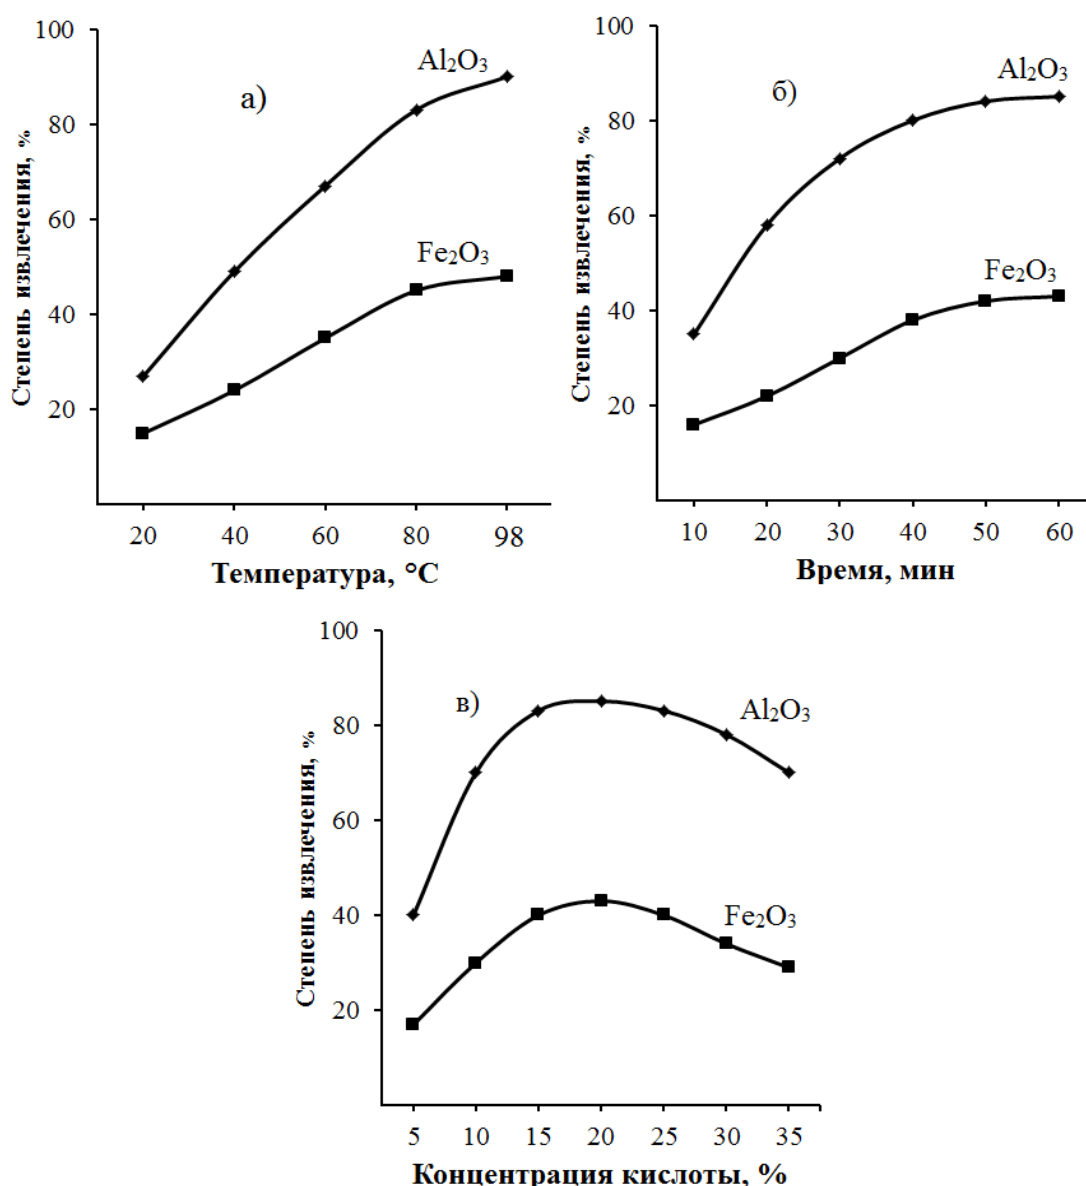 100
80
60
40
20
Степень извлечения, %
а)
Al₂O₃
Fe₂O₃
20 40 60 80 98
Температура, °С
100
80
60
40
20
Степень извлечения, %
б)
Al₂O₃
Fe₂O₃
10 20 30 40 50 60
Время, мин
100
80
60
40
20
Степень извлечения, %
в)
Al₂O₃
Fe₂O₃
5 10 15 20 25 30 35
Концентрация кислоты, %